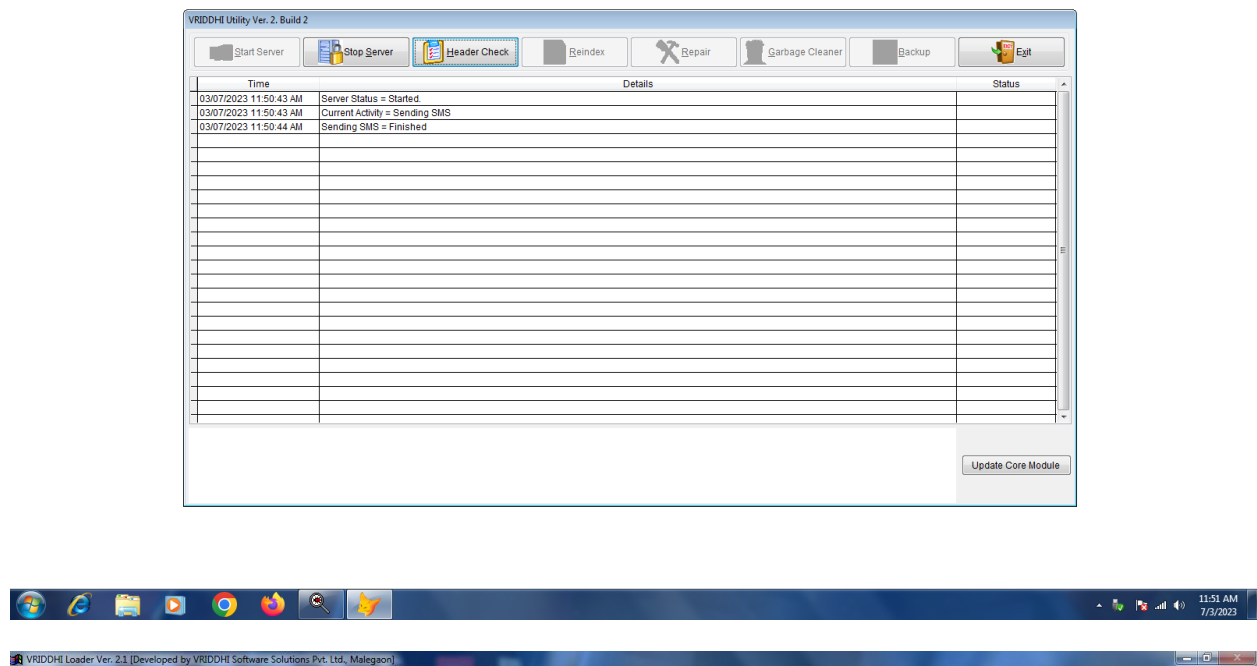 VRIDDHI Utility Ver. 2. Build 2
Start Server Stop Server Header Check Reindex Repair Garbage Cleaner Backup EXIT Exit
Time Details Status
03/07/2023 11:50:43 AM Server Status = Started.
03/07/2023 11:50:43 AM Current Activity = Sending SMS
03/07/2023 11:50:44 AM Sending SMS = Finished
Update Core Module
11:51 AM
7/3/2023
VRIDDHI Loader Ver. 2.1 [Developed by VRIDDHI Software Solutions Pvt. Ltd., Malegaon]